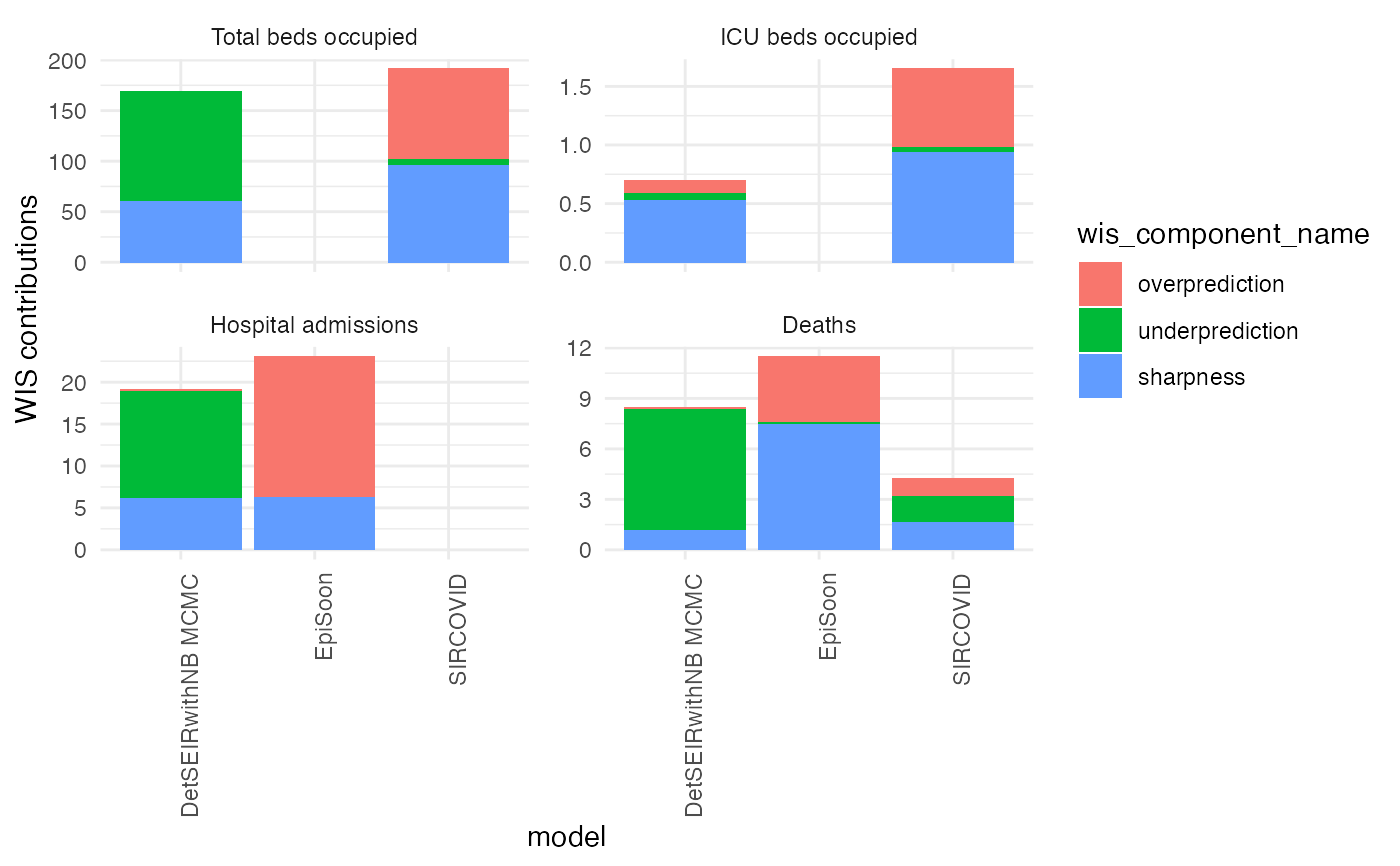 Total beds occupied
ICU beds occupied
200
150
100
50
0
1.5
1.0
0.5
0.0
WIS contributions
Hospital admissions
Deaths
20
15
10
5
0
12
9
6
3
0
DetSEIRwithNB MCMC
EpiSoon
SIRCOVID
DetSEIRwithNB MCMC
EpiSoon
SIRCOVID
model
wis_component_name
overprediction
underprediction
sharpness